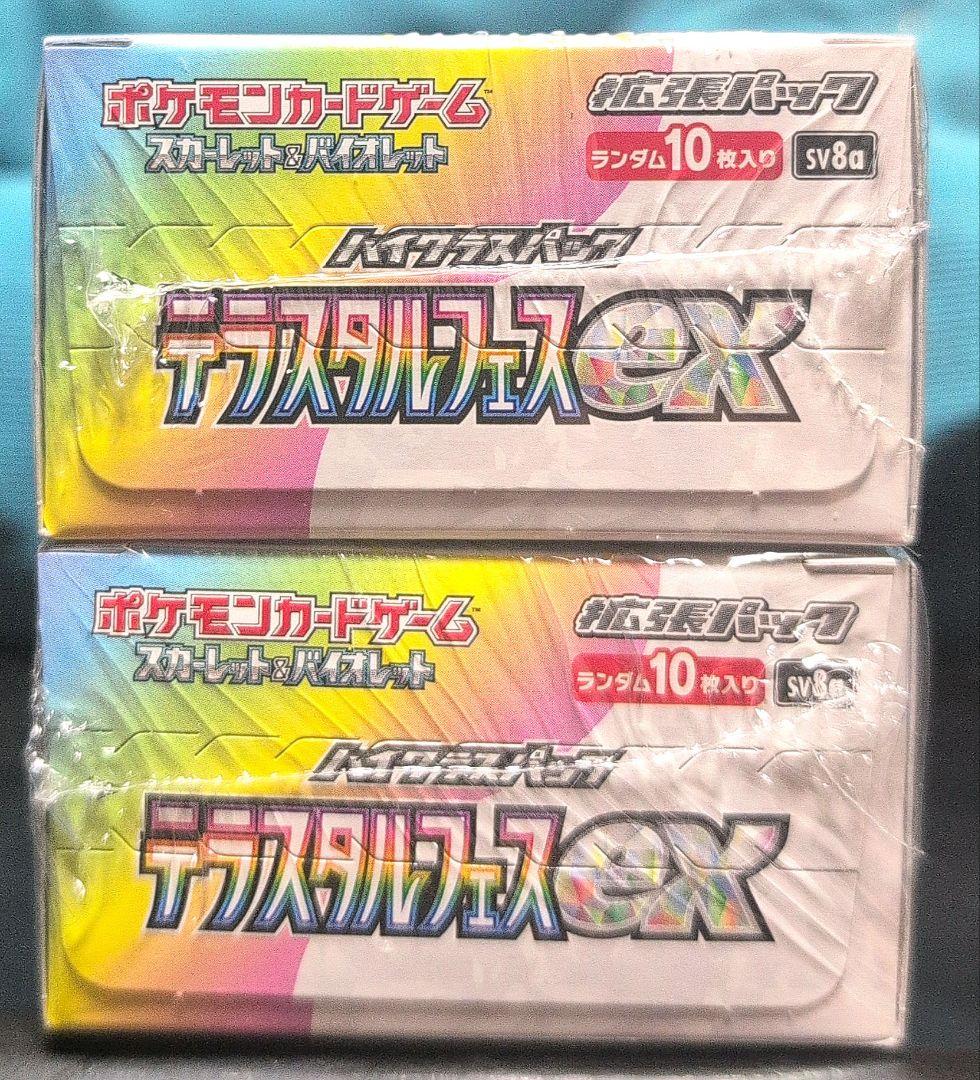 ポケモンカードゲーム™
拡張パック
スカーレット&バイオレット
ランダム10枚入り
SV8a
ハイクラスパック
テラスタルフェスex
ポケモンカードゲーム™
拡張パック
スカーレット&バイオレット
ランダム10枚入り
SV8a
ハイクラスパック
テラスタルフェスex